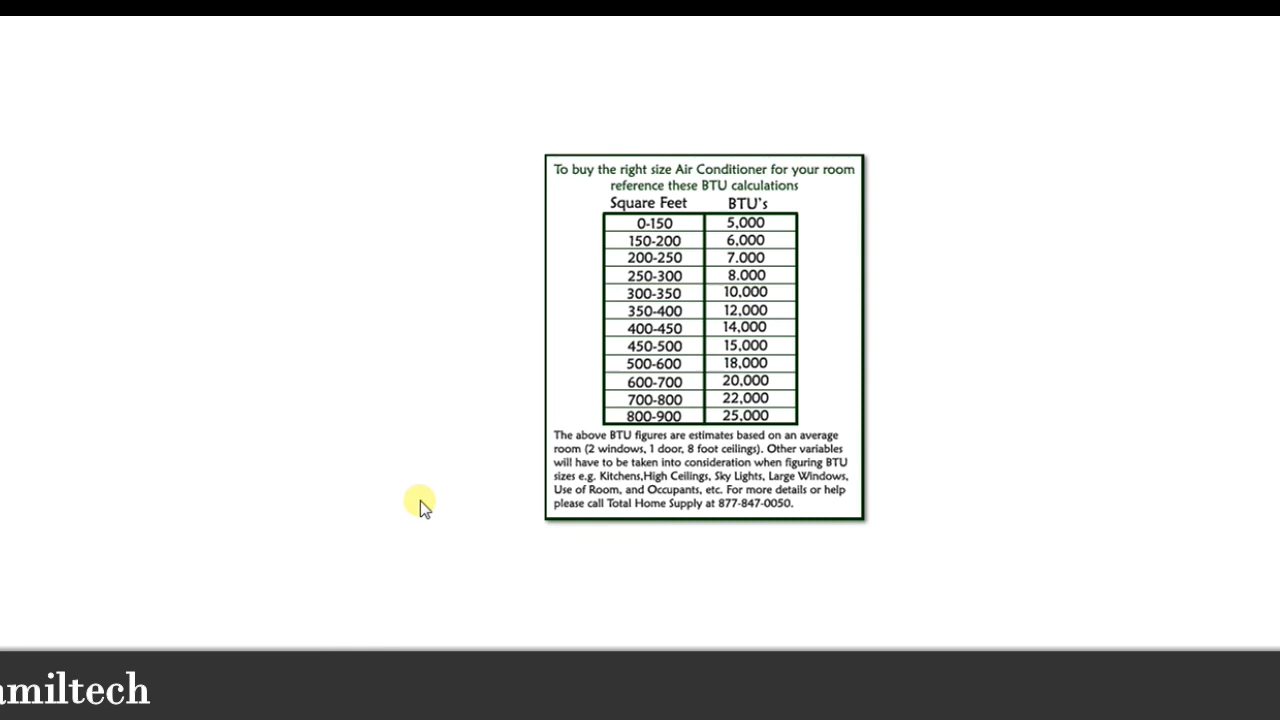 To buy the right size Air Conditioner for your room
reference these BTU calculations
Square Feet BTU's
0-150 5,000
150-200 6,000
200-250 7.000
250-300 8.000
300-350 10,000
350-400 12,000
400-450 14,000
450-500 15,000
500-600 18,000
600-700 20,000
700-800 22,000
800-900 25,000
The above BTU figures are estimates based on an average
room (2 windows, 1 door, 8 foot ceilings). Other variables
will have to be taken into consideration when figuring BTU
sizes e.g. Kitchens,High Ceilings, Sky Lights, Large Windows,
Use of Room, and Occupants, etc. For more details or help
please call Total Home Supply at 877-847-0050.
amiltech